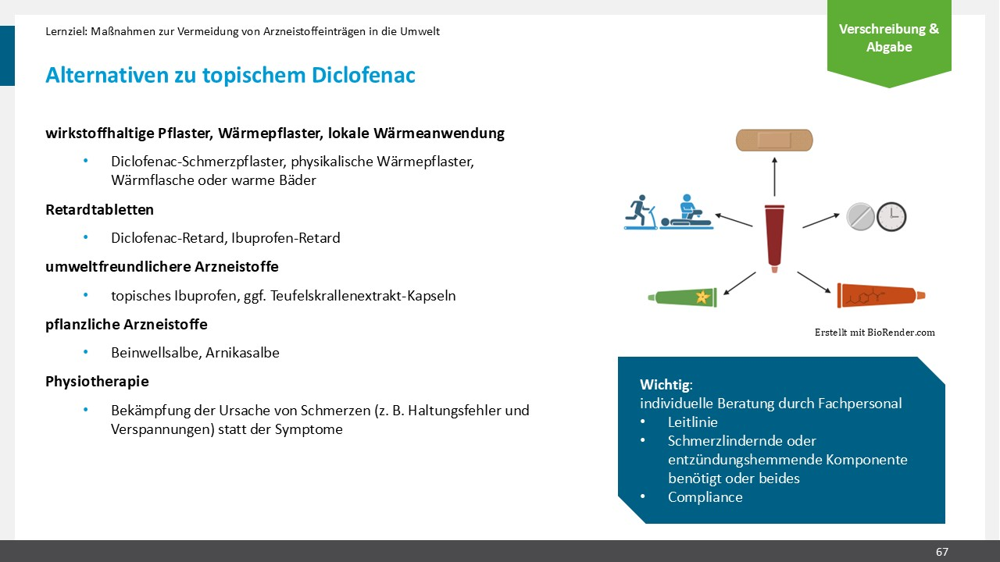 Lernziel: Maßnahmen zur Vermeidung von Arzneistoffeinträgen in die Umwelt
Verschreibung &
Abgabe
Alternativen zu topischem Diclofenac
wirkstoffhaltige Pflaster, Wärmepflaster, lokale Wärmeanwendung
• Diclofenac-Schmerzpflaster, physikalische Wärmepflaster,
Wärmflasche oder warme Bäder
Retardtabletten
• Diclofenac-Retard, Ibuprofen-Retard
umweltfreundlichere Arzneistoffe
• topisches Ibuprofen, ggf. Teufelskrallenextrakt-Kapseln
pflanzliche Arzneistoffe
• Beinwellsalbe, Arnikasalbe
Physiotherapie
• Bekämpfung der Ursache von Schmerzen (z. B. Haltungsfehler und
Verspannungen) statt der Symptome
Erstellt mit BioRender.com
Wichtig:
individuelle Beratung durch Fachpersonal
• Leitlinie
• Schmerzlindernde oder
entzündungshemmende Komponente
benötigt oder beides
• Compliance
67